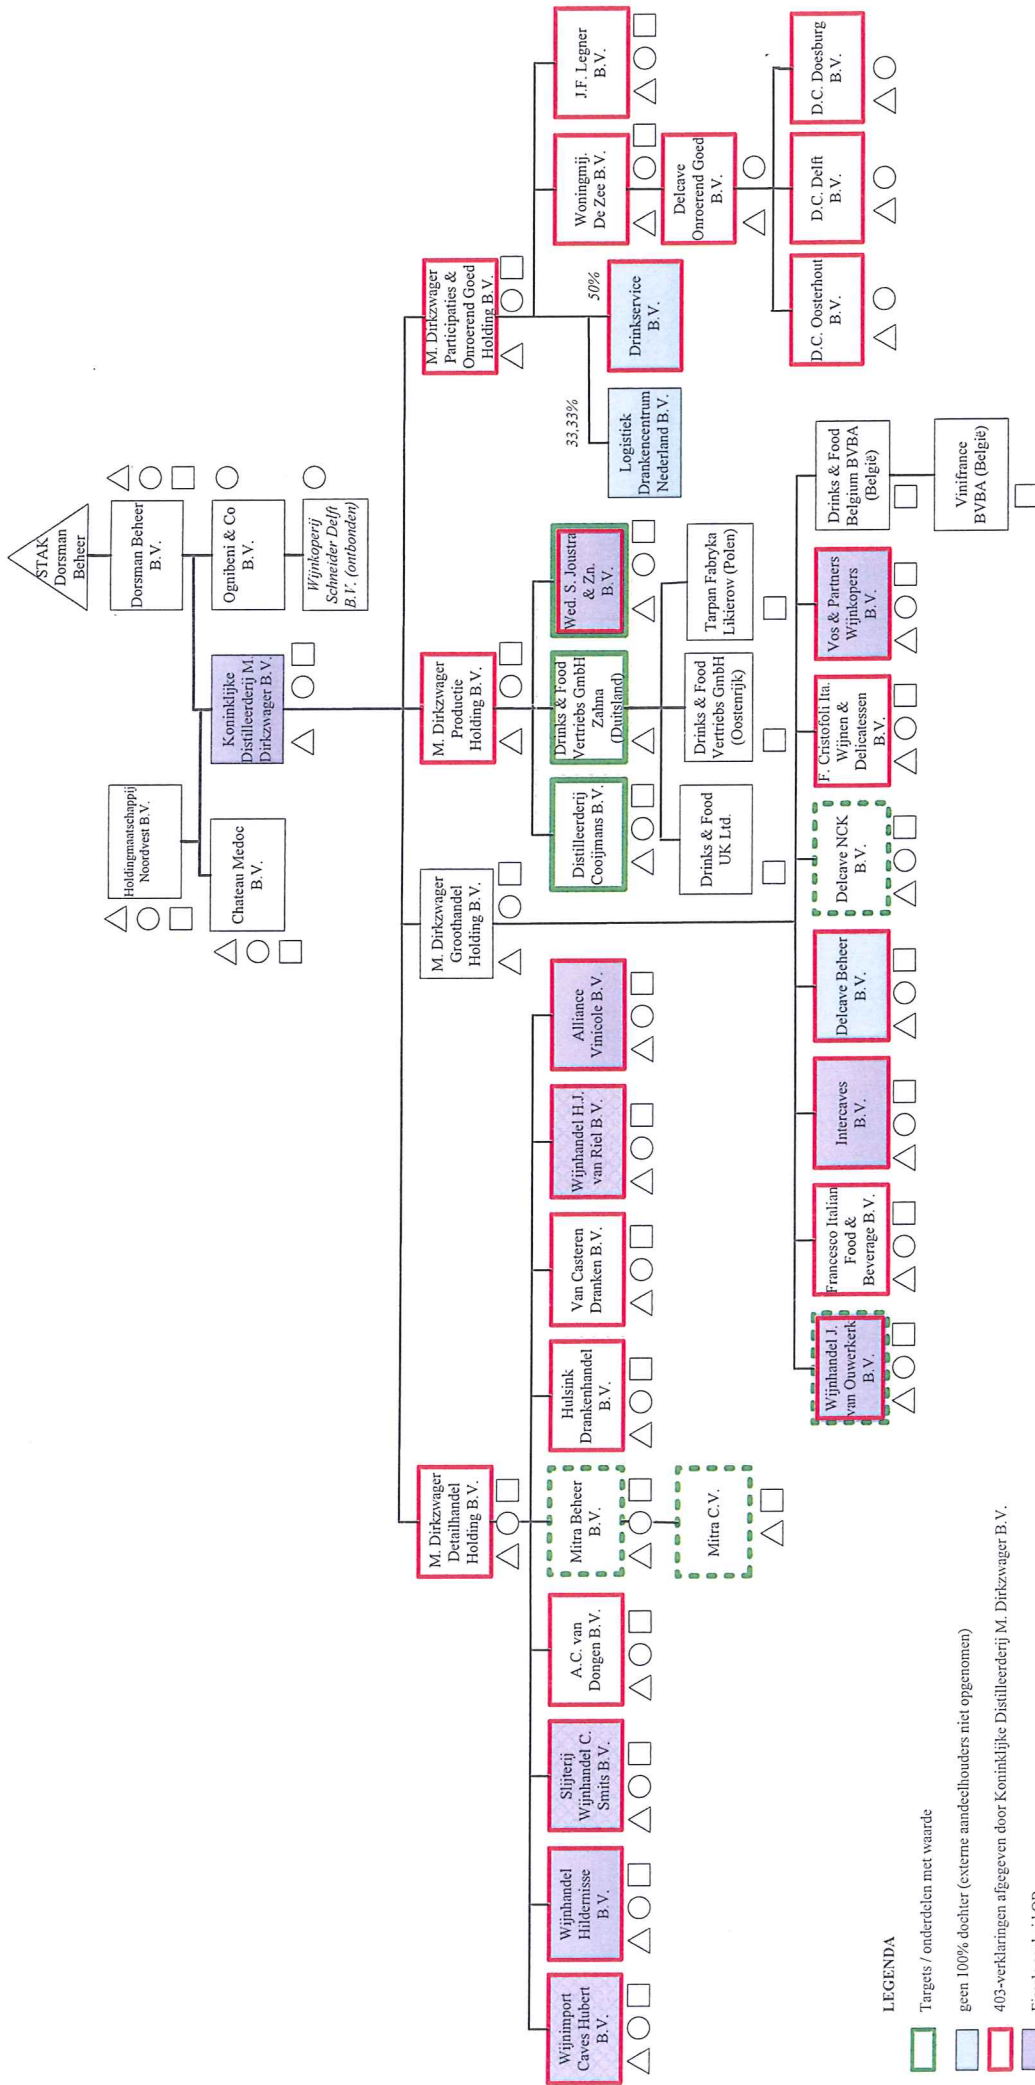 STAK
Dorsman
Beheer
Dorsman Beheer
B.V.
Holdingmaatschappij
Nordvest B.V.
Koninklijke
Distilleerderij M.
Dirkzwager B.V.
Ognibeni & Co
B.V.
Chateau Medoc
B.V.
Wijnkoperij
Schneider Delft
B.V. (ontbonden)
M. Dirkzwager
Detailhandel
Holding B.V.
M. Dirkzwager
Groothandel
Holding B.V.
M. Dirkzwager
Productie
Holding B.V.
M. Dirkzwager
Participaties &
Onroerend Goed
Holding B.V.
Wijnimport
Caves Hubert
B.V.
Wijnhandel
Hildernisse
B.V.
Slijterij
Wijnhandel C.
Smits B.V.
A.C. van
Dongen B.V.
Mitra Beheer
B.V.
Hulsink
Drankenhandel
B.V.
Van Casteren
Dranken B.V.
Wijnhandel H.J.
van Riel B.V.
Alliance
Vinicole B.V.
Mitra C.V.
Distilleerderij
Cooijmans B.V.
Drinks & Food
Vertriebs GmbH
Zahna
(Duitsland)
Wed. S. Joustra
& Zn.
B.V.
Drinks & Food
UK Ltd.
Drinks & Food
Vertriebs GmbH
(Oostenrijk)
Tarpan Fabryka
Likierow (Polen)
33,33%
50%
Logistiek
Drankencentrum
Nederland B.V.
Drinkservice
B.V.
Woningmij.
De Zee B.V.
J.F. Legner
B.V.
Delcave
Onroerend Goed
B.V.
D.C. Oosterhout
B.V.
D.C. Delft
B.V.
D.C. Doesburg
B.V.
Wijnhandel J.
van Ouwerkerk
B.V.
Francesco Italian
Food &
Beverage B.V.
Intercaves
B.V.
Delcave Beheer
B.V.
Delcave NCK
B.V.
F. Cristofoli Ita.
Wijnen &
Delicatessen
B.V.
Vos & Partners
Wijnkopers
B.V.
Drinks & Food
Belgium BVBA
(België)
Vinifrance
BVBA (België)
LEGENDA
Targets / onderdelen met waarde
geen 100% dochter (externe aandeelhouders niet opgenomen)
403-verklaringen afgegeven door Koninklijke Distilleerderij M. Dirkzwager B.V.